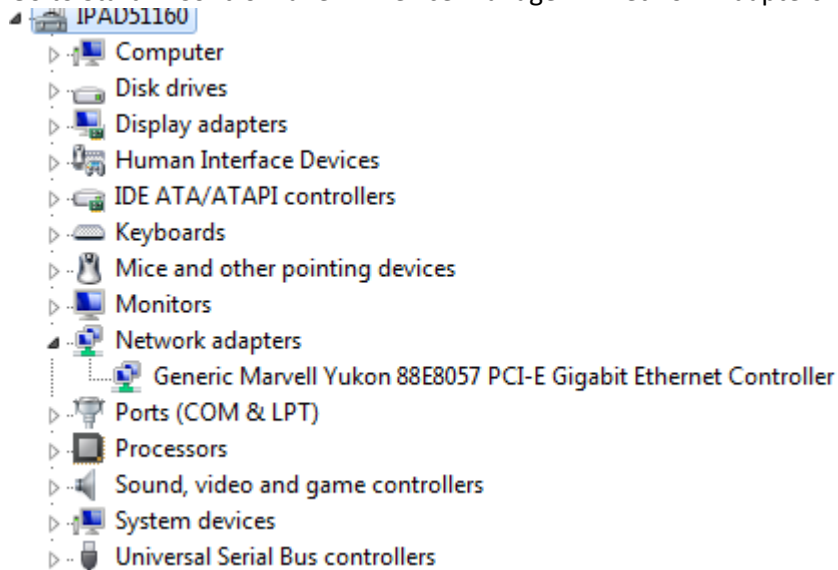 IPAD51160
Computer
Disk drives
Display adapters
Human Interface Devices
IDE ATA/ATAPI controllers
Keyboards
Mice and other pointing devices
Monitors
Network adapters
Generic Marvell Yukon 88E8057 PCI-E Gigabit Ethernet Controller
Ports (COM & LPT)
Processors
Sound, video and game controllers
System devices
Universal Serial Bus controllers